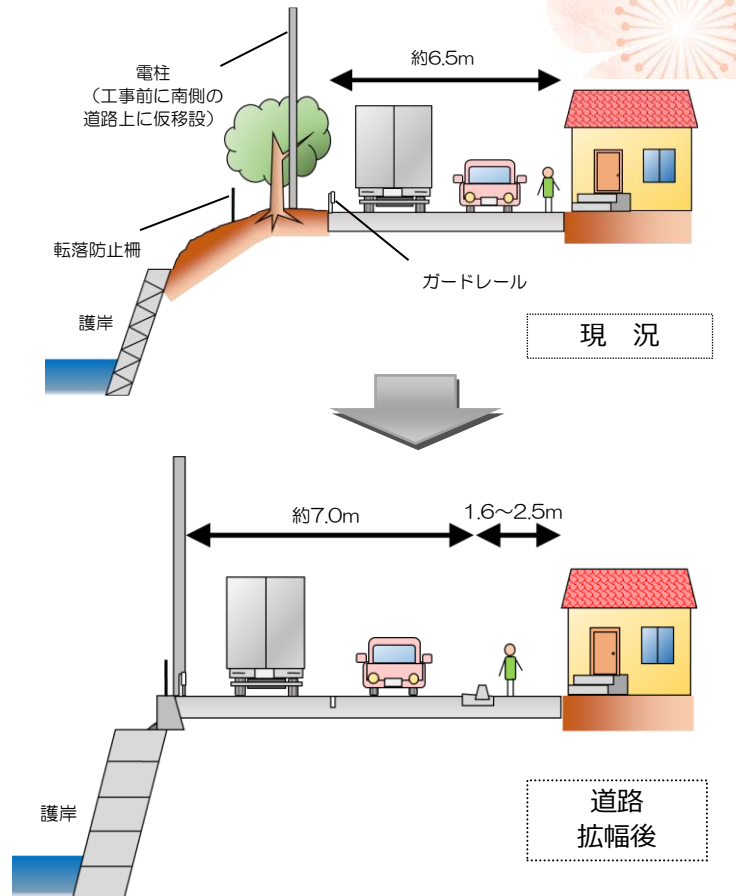 電柱
(工事前に南側の
道路上に仮移設)
約6.5m
転落防止柵
ガードレール
護岸
現 況
約7.0m
1.6～2.5m
護岸
道路
拡幅後